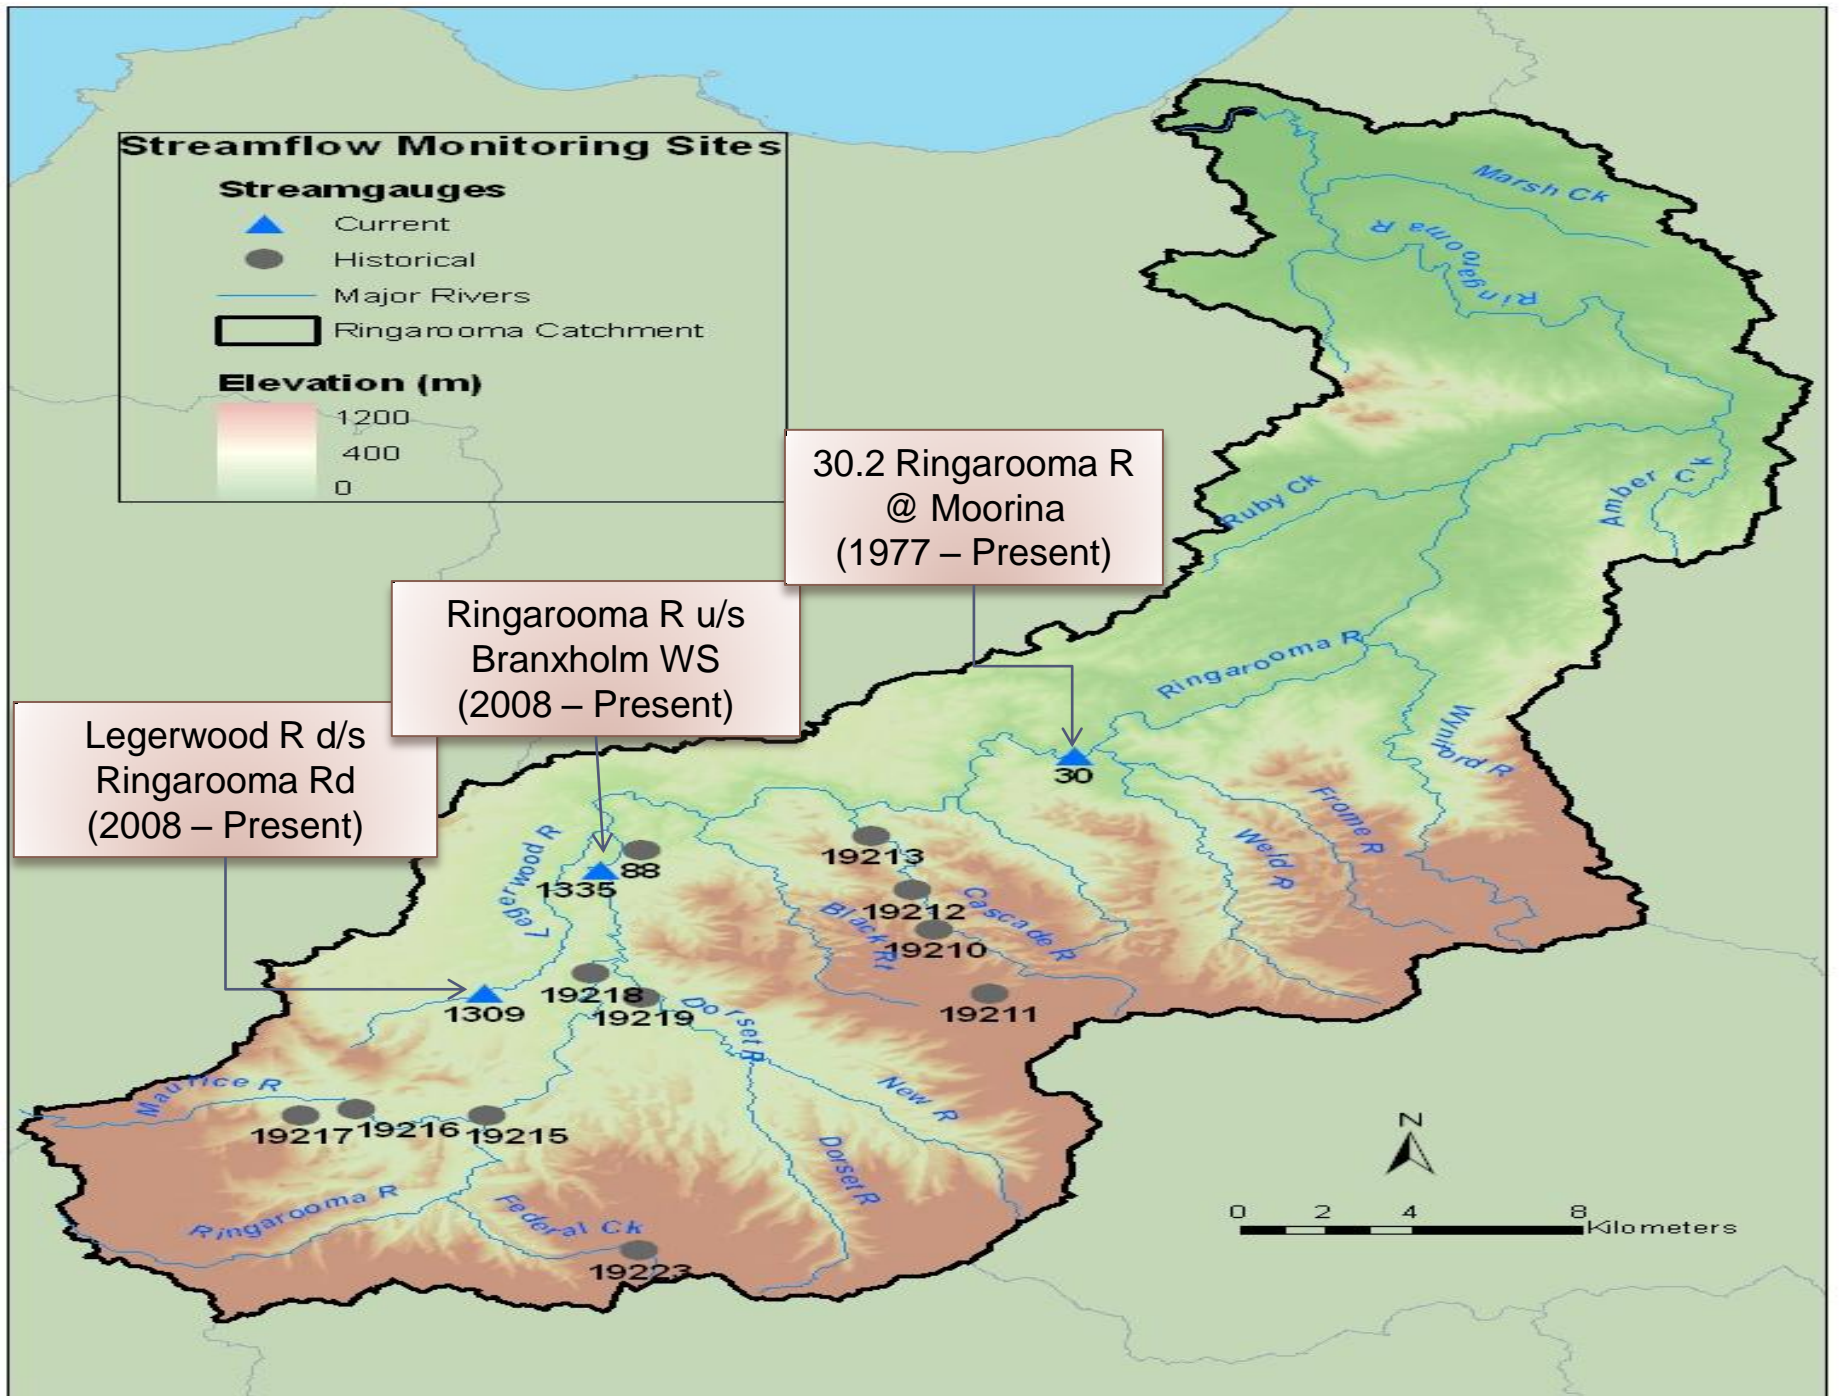 Streamflow Monitoring Sites
Streamgauges
Current
Historical
Major Rivers
Ringarooma Catchment
Elevation (m)
1200
400
0
30.2 Ringarooma R
@ Moorina
(1977 – Present)
Ringarooma R u/s
Branxholm WS
(2008 – Present)
Legerwood R d/s
Ringarooma Rd
(2008 – Present)
Marsh Ck
Ringarooma R
Ruby Ck
Amber Ck
Ringarooma R
Wyniford R
30
Frome R
Weld R
Legerwood R
88
1335
19213
19212
Cascade R
Black Rt
19210
19218
19219
1309
19211
Dorset R
New R
Maurice R
19217
19216
19215
Dorset R
Ringarooma R
Federal Ck
19223
N
0 2 4 8
Kilometers